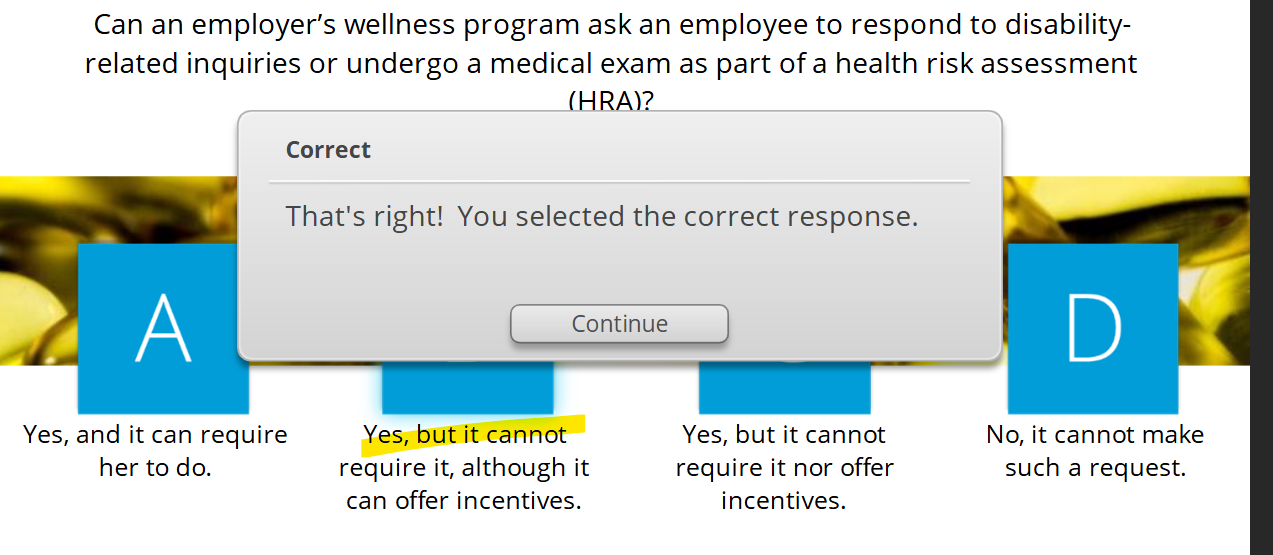 Can an employer’s wellness program ask an employee to respond to disability-
related inquiries or undergo a medical exam as part of a health risk assessment
(HRA)?
Correct
That's right!  You selected the correct response.
Continue
A
D
Yes, and it can require
her to do.
Yes, but it cannot
require it, although it
can offer incentives.
Yes, but it cannot
require it nor offer
incentives.
No, it cannot make
such a request.